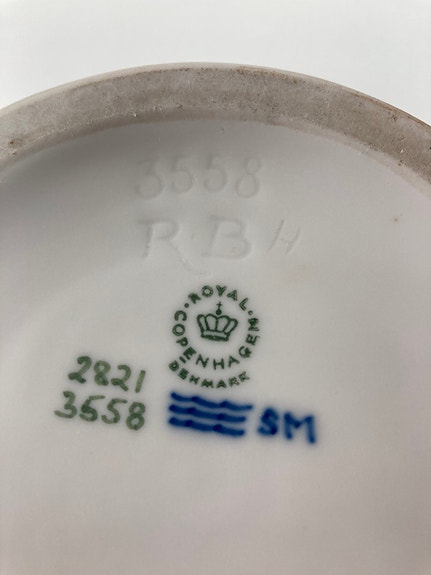 3558
R.B H
ROYAL COPENHAGEN
DENMARK
2821
3558 SM